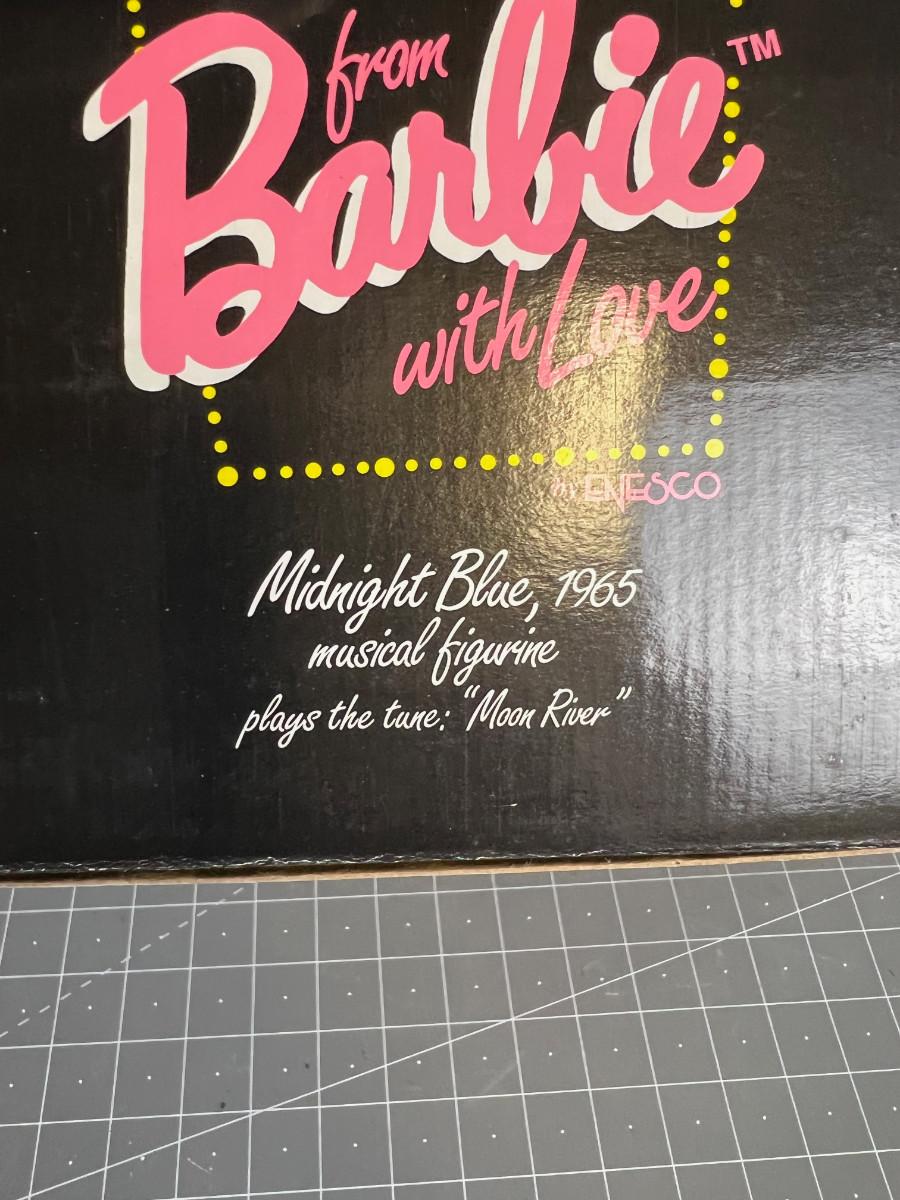 from
Barbie™
with Love
by ENESCO
Midnight Blue, 1965
musical figurine
plays the tune: "Moon River"